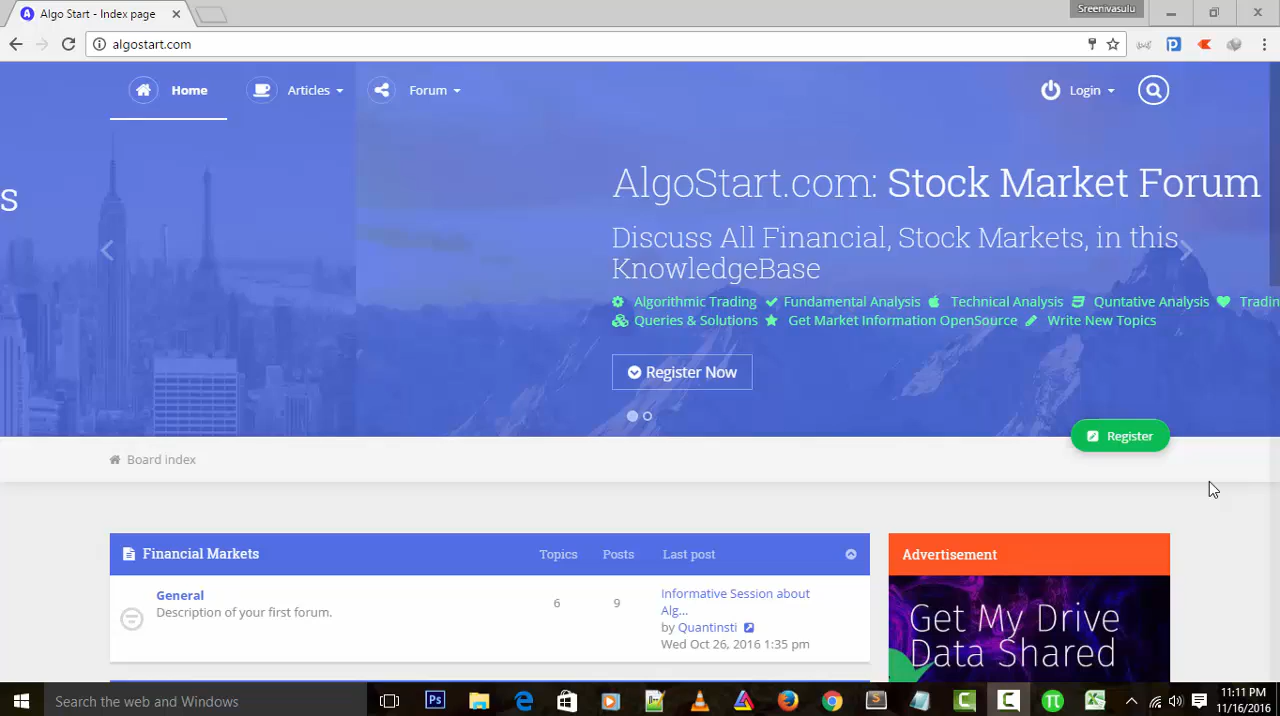 Algo Start - Index page
Sreenivasulu
algostart.com
Home
Articles
Forum
Login
s
AlgoStart.com: Stock Market Forum
Discuss All Financial, Stock Markets, in this
KnowledgeBase
Algorithmic Trading Fundamental Analysis Technical Analysis Quntative Analysis Tradin
Queries & Solutions Get Market Information OpenSource Write New Topics
Register Now
Register
Board index
Financial Markets Topics Posts Last post
Advertisement
General
Description of your first forum.
6
9
Informative Session about
Alg...
by Quantinsti
Wed Oct 26, 2016 1:35 pm
Get My Drive
Data Shared
Search the web and Windows
11:11 PM
11/16/2016